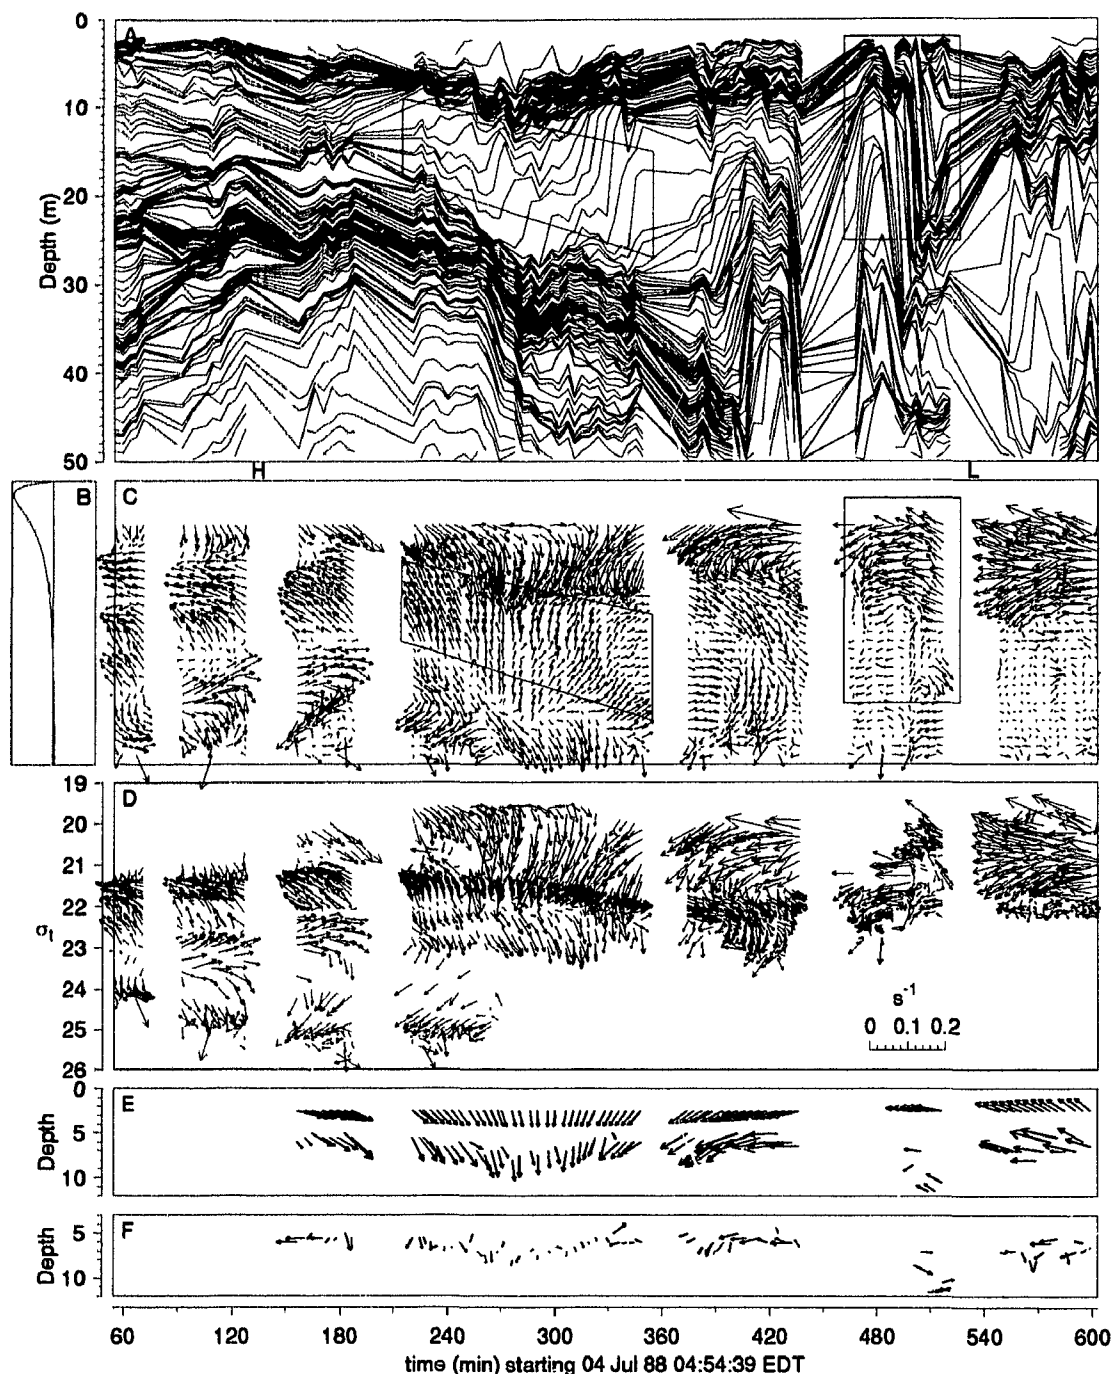 0
A
10
20
Depth (m)
30
40
50
H
L
B
C
19
D
20
21
22
σt
23
24
s-1
25
0 0.1 0.2
26
0
E
Depth
5
10
F
5
Depth
10
60 120 180 240 300 360 420 480 540 600
time (min) starting 04 Jul 88 04:54:39 EDT